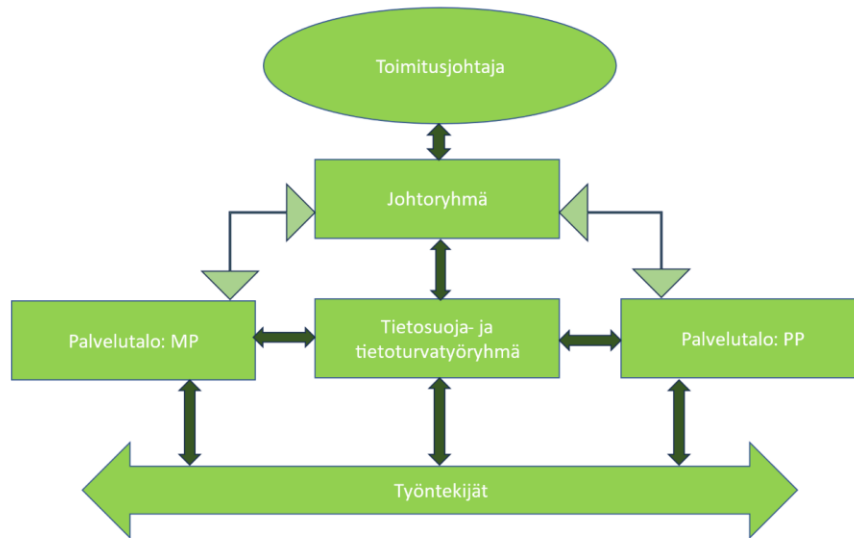 Toimitusjohtaja
Johtoryhmä
Palvelutalo: MP
Tietosuoja- ja
tietoturvatyöryhmä
Palvelutalo: PP
Työntekijät